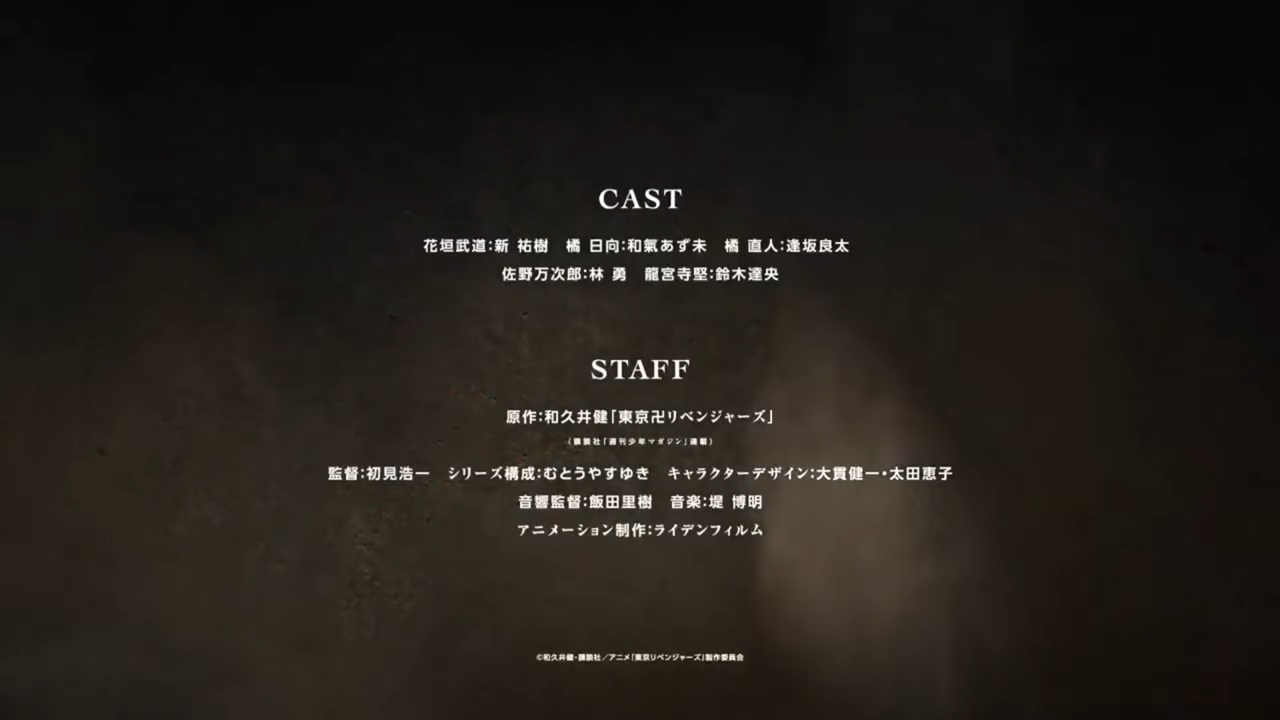 CAST
花垣武道:新 祐樹 橘 日向:和氣あず未 橘 直人:逢坂良太
佐野万次郎:林 勇 龍宮寺堅:鈴木達央
STAFF
原作:和久井健「東京卍リベンジャーズ」
(講談社「週刊少年マガジン」連載)
監督:初見浩一 シリーズ構成:むとうやすゆき キャラクターデザイン:大貫健一・太田恵子
音響監督:飯田里樹 音楽:堤 博明
アニメーション制作:ライデンフィルム
©和久井健・講談社/アニメ「東京リベンジャーズ」製作委員会